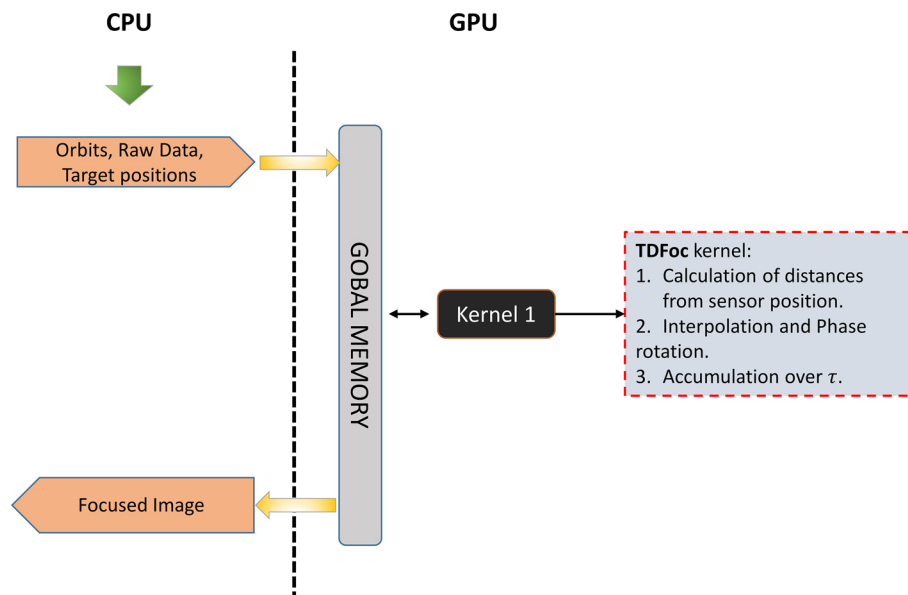 CPU
GPU
Orbits, Raw Data,
Target positions
GOBAL MEMORY
Kernel 1
TDFoc kernel:
1. Calculation of distances
from sensor position.
2. Interpolation and Phase
rotation.
3. Accumulation over τ.
Focused Image